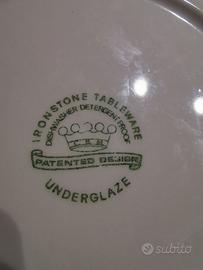 IRONSTONE TABLEWARE
DISHWASHER DETERGENT PROOF
C.B.M.
PATENTED DESIGN
UNDERGLAZE
subito